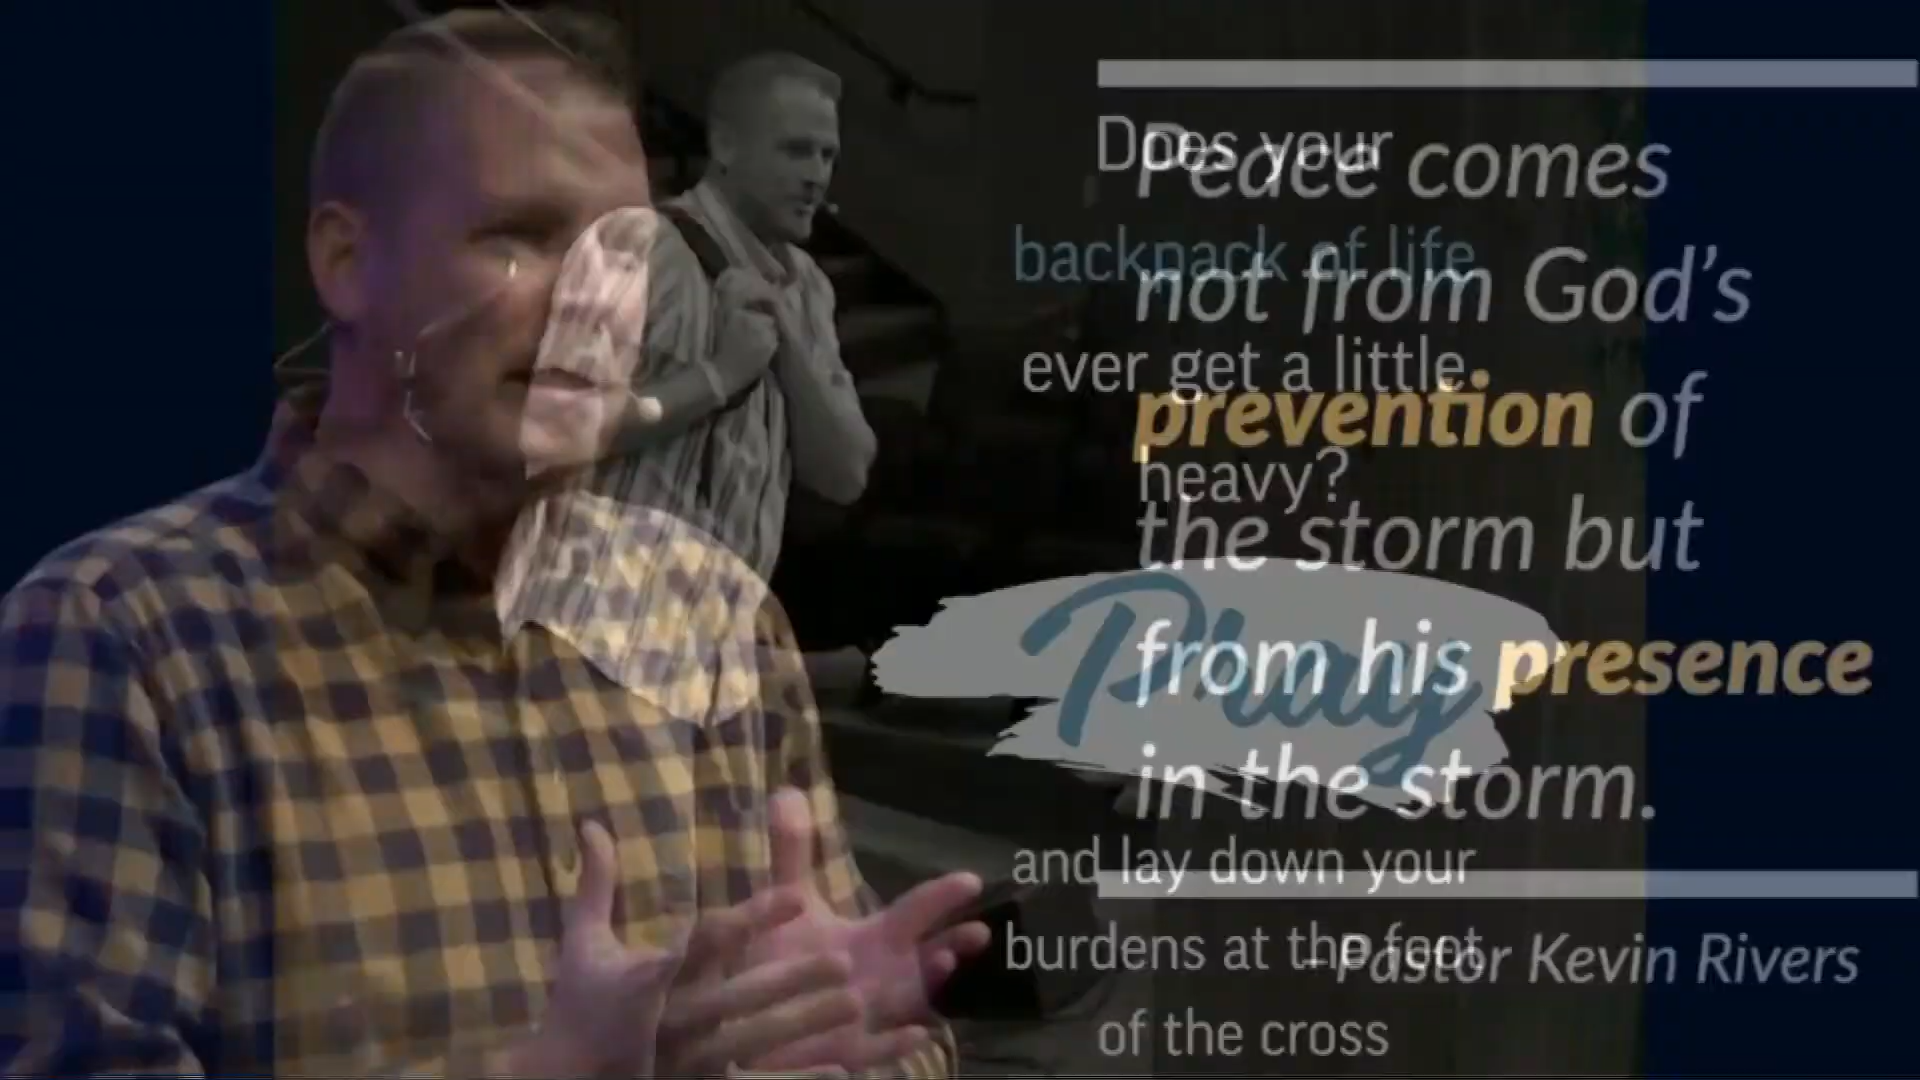 Does your
backpack of life
ever get a little
heavy?
Pray
and lay down your
burdens at the foot
of the cross
Peace comes
not from God's
prevention of
the storm but
from his presence
in the storm.
-Pastor Kevin Rivers